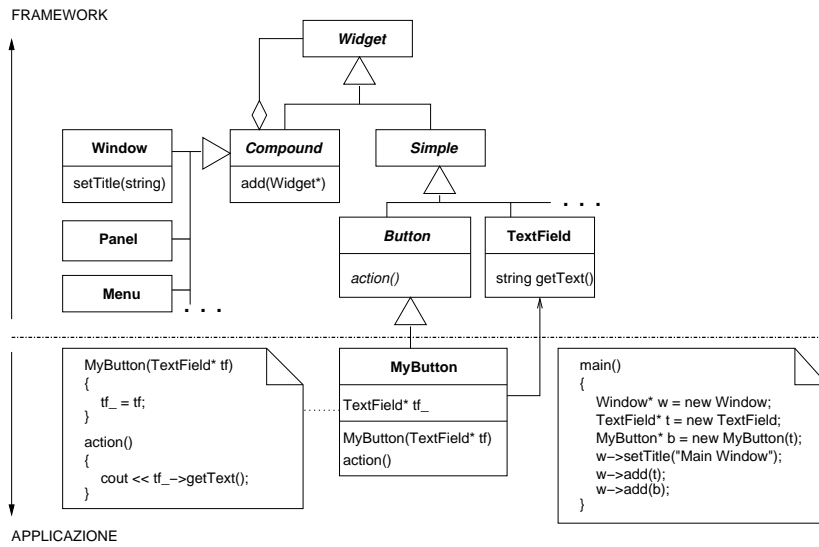 FRAMEWORK
Widget
Window
setTitle(string)
Compound
add(Widget*)
Simple
. . .
Panel
Menu
. . .
Button
action()
TextField
string getText()
MyButton(TextField* tf)
{
tf_ = tf;
}
action()
{
cout << tf_−>getText();
}
MyButton
TextField* tf_
MyButton(TextField* tf)
action()
main()
{
Window* w = new Window;
TextField* t = new TextField;
MyButton* b = new MyButton(t);
w−>setTitle("Main Window");
w−>add(t);
w−>add(b);
}
APPLICAZIONE